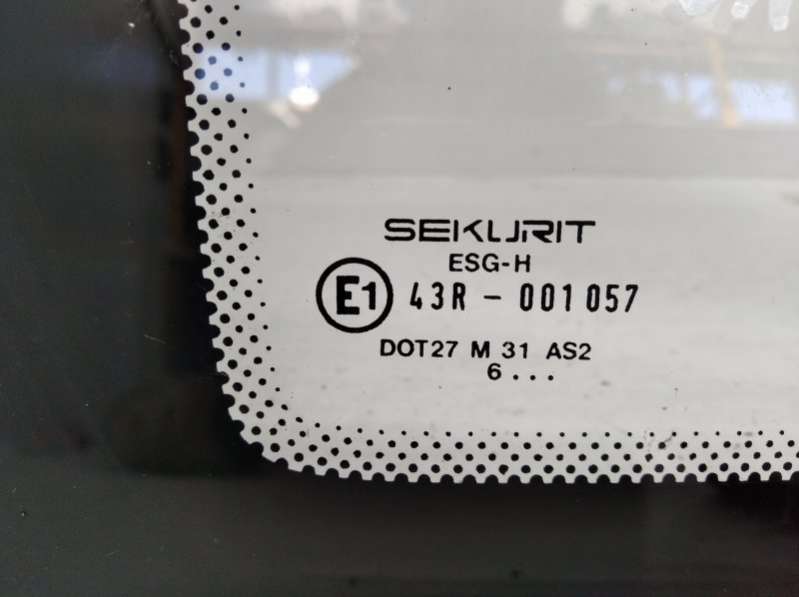 SEKURIT
ESG-H
E1 43R - 001057
DOT27 M 31 AS2
6...